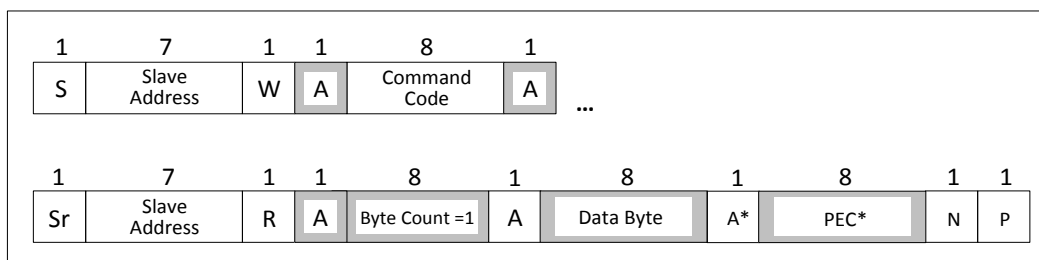 1 7 1 1 8 1
S Slave Address W A Command Code A ...
1 7 1 1 8 1 8 1 8 1 1
Sr Slave Address R A Byte Count =1 A Data Byte A* PEC* N P